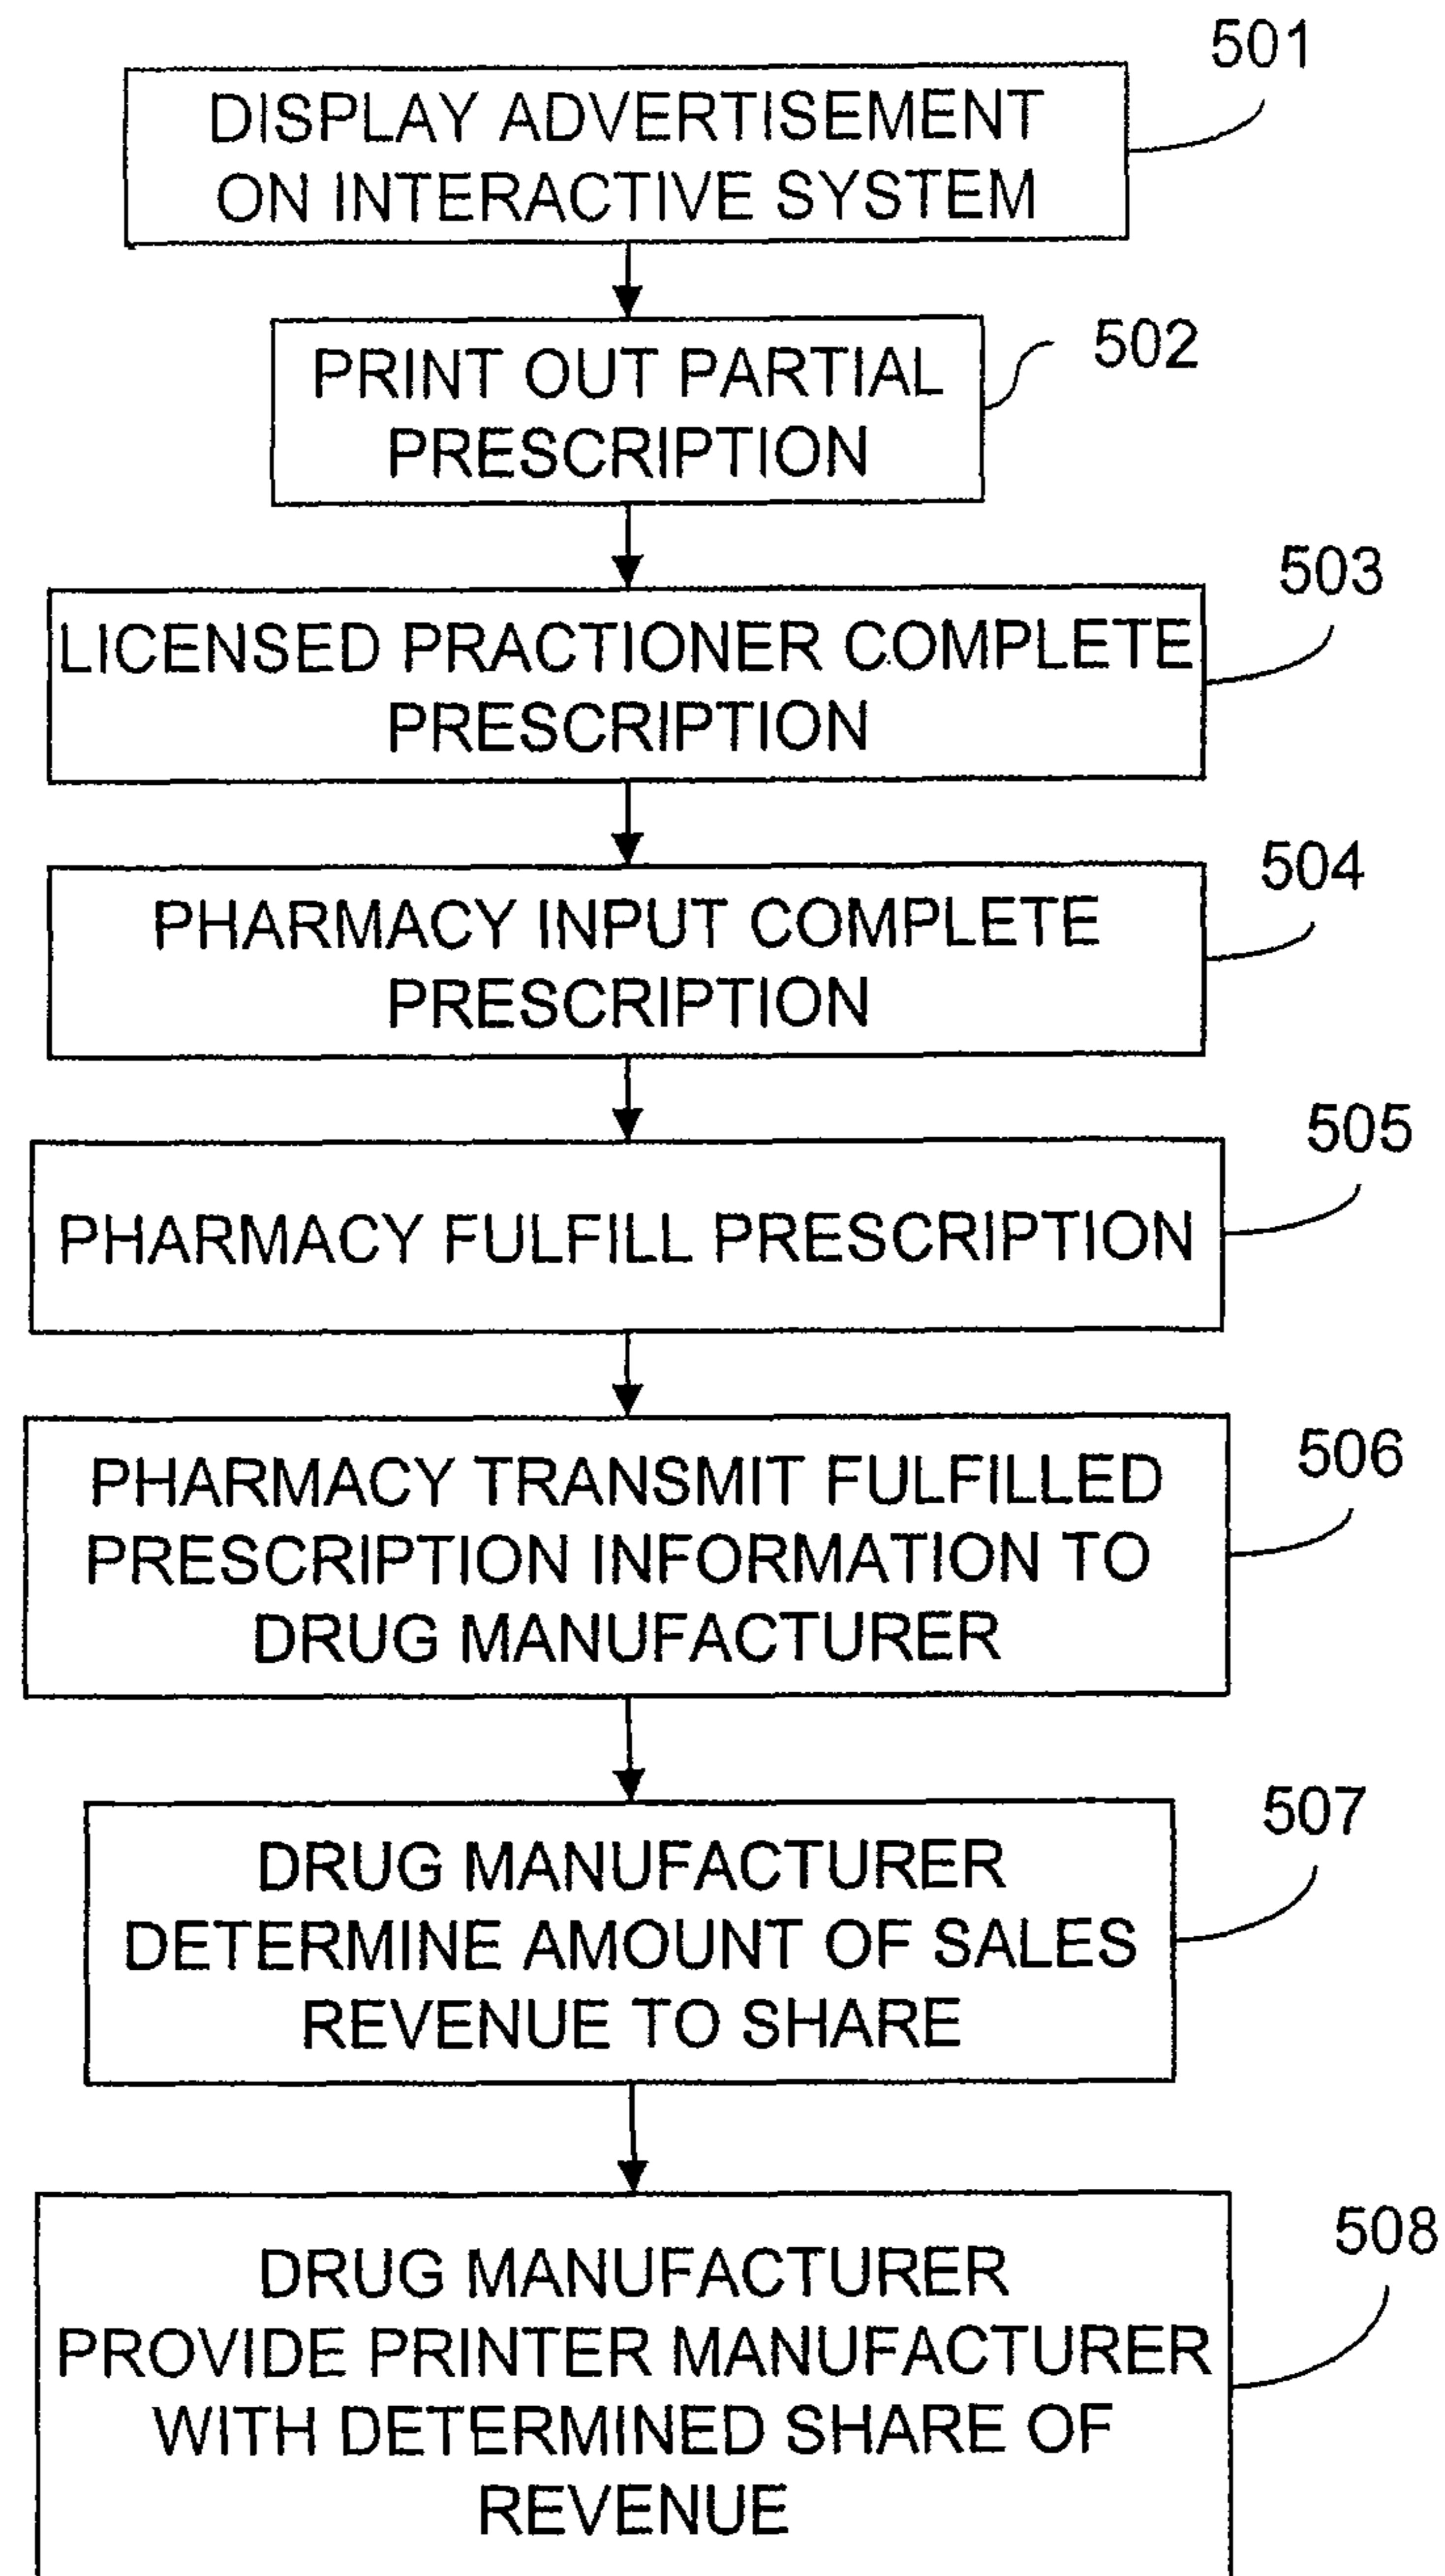 501
DISPLAY ADVERTISEMENT
ON INTERACTIVE SYSTEM
502
PRINT OUT PARTIAL
PRESCRIPTION
503
LICENSED PRACTIONER COMPLETE
PRESCRIPTION
504
PHARMACY INPUT COMPLETE
PRESCRIPTION
505
PHARMACY FULFILL PRESCRIPTION
506
PHARMACY TRANSMIT FULFILLED
PRESCRIPTION INFORMATION TO
DRUG MANUFACTURER
507
DRUG MANUFACTURER
DETERMINE AMOUNT OF SALES
REVENUE TO SHARE
508
DRUG MANUFACTURER
PROVIDE PRINTER MANUFACTURER
WITH DETERMINED SHARE OF
REVENUE